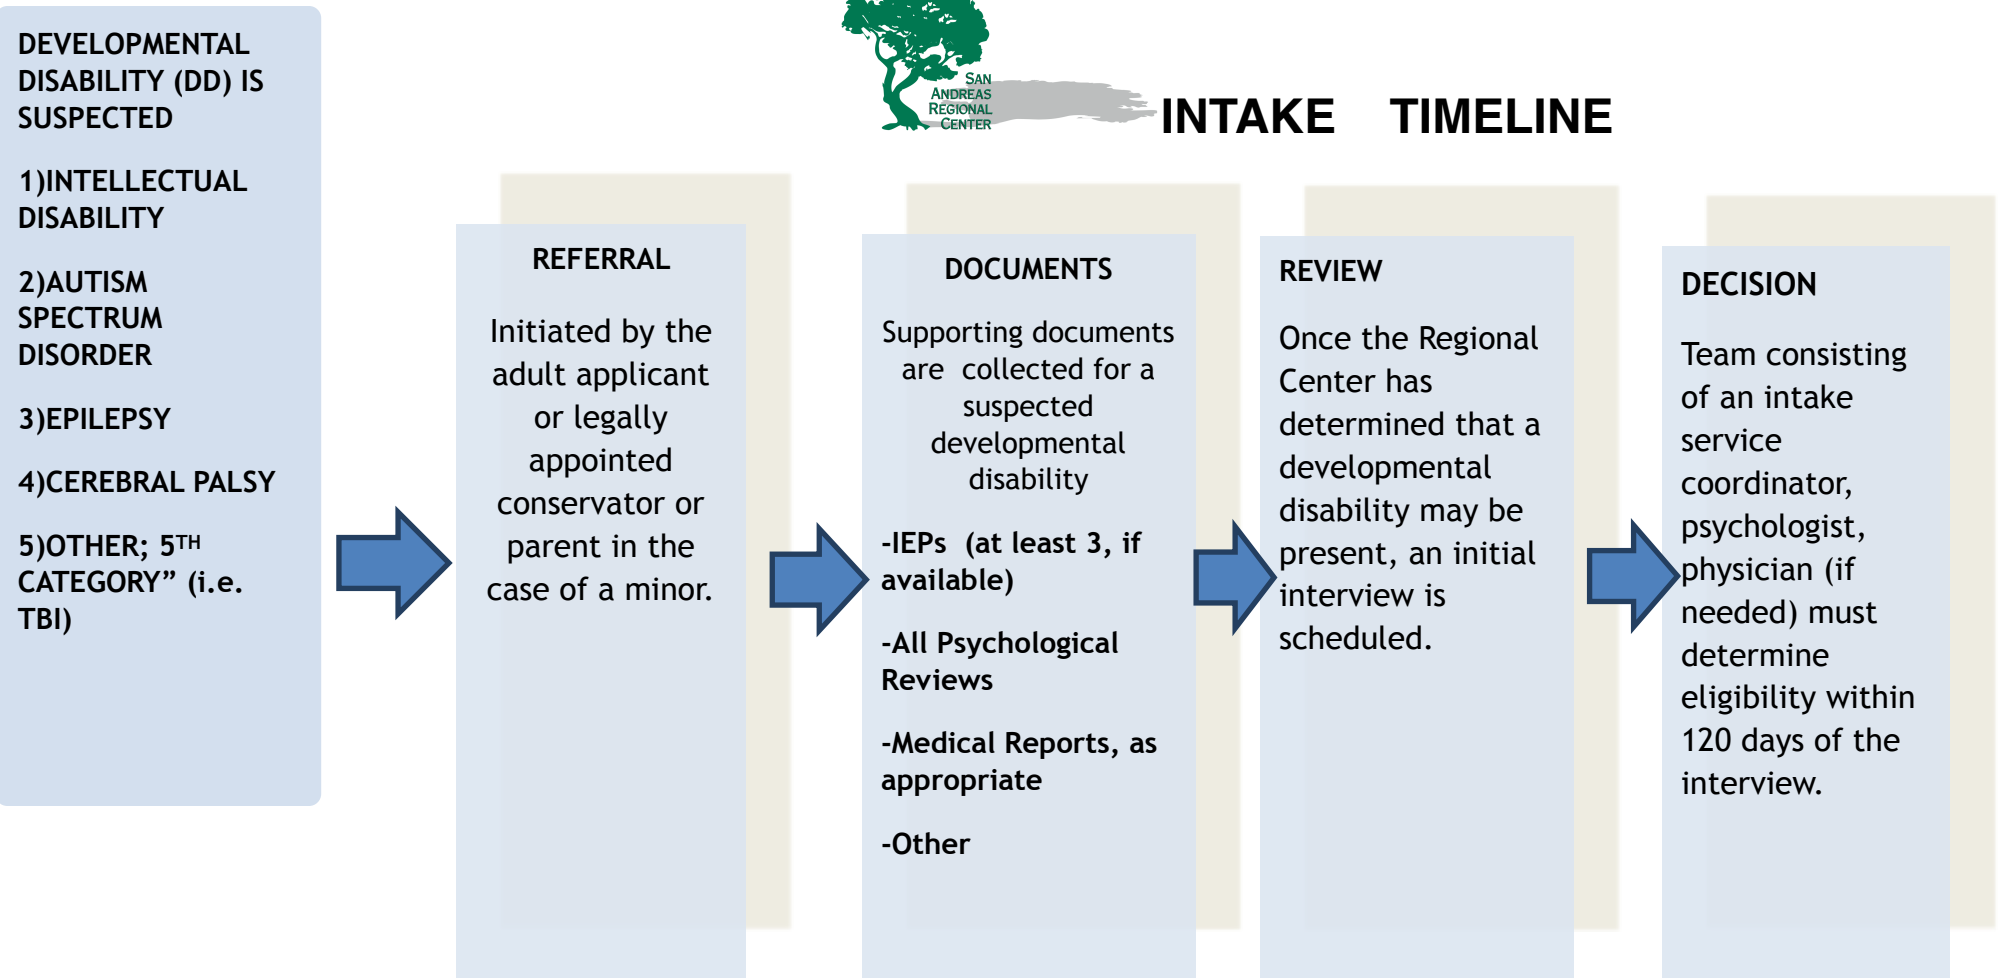 DEVELOPMENTAL
DISABILITY (DD) IS
SUSPECTED
1)INTELLECTUAL
DISABILITY
2)AUTISM
SPECTRUM
DISORDER
3)EPILEPSY
4)CEREBRAL PALSY
5)OTHER; 5TH
CATEGORY” (i.e.
TBI)
SAN
ANDREAS
REGIONAL
CENTER
INTAKE TIMELINE
REFERRAL
Initiated by the
adult applicant
or legally
appointed
conservator or
parent in the
case of a minor.
DOCUMENTS
Supporting documents
are collected for a
suspected
developmental
disability
-IEPs (at least 3, if
available)
-All Psychological
Reviews
-Medical Reports, as
appropriate
-Other
REVIEW
Once the Regional
Center has
determined that a
developmental
disability may be
present, an initial
interview is
scheduled.
DECISION
Team consisting
of an intake
service
coordinator,
psychologist,
physician (if
needed) must
determine
eligibility within
120 days of the
interview.